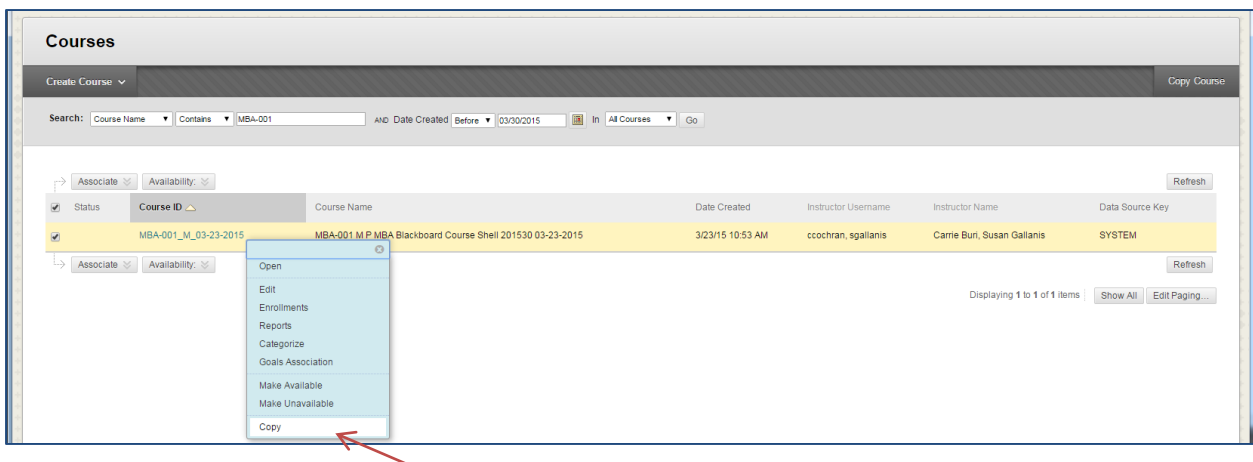 Courses
Create Course Copy Course
Search: Course Name Contains MBA-001 AND Date Created Before 03/30/2015 In All Courses Go
Associate Availability: Refresh
Status Course ID Course Name Date Created Instructor Username Instructor Name Data Source Key
MBA-001_M_03-23-2015 MBA-001 M P MBA Blackboard Course Shell 201530 03-23-2015 3/23/15 10:53 AM ccochran, sgallanis Carrie Buri, Susan Gallanis SYSTEM
Associate Availability: Refresh
Displaying 1 to 1 of 1 items Show All Edit Paging...
Open
Edit
Enrollments
Reports
Categorize
Goals Association
Make Available
Make Unavailable
Copy